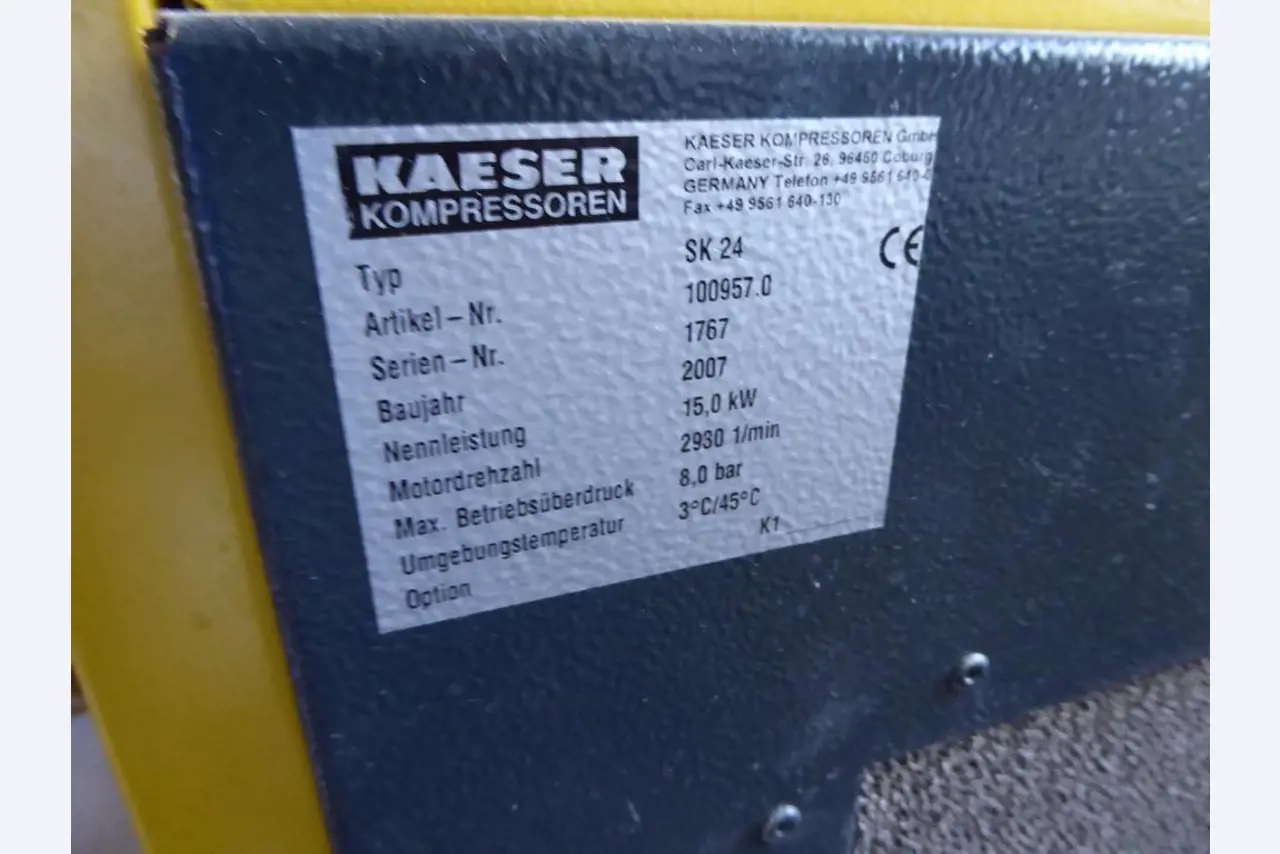 KAESER
KOMPRESSOREN
KAESER KOMPRESSOREN GmbH
Carl-Kaeser-Str. 26, 96450 Coburg
GERMANY Telefon +49 9561 640-0
Fax +49 9561 640-130
CE
Typ SK 24
Artikel-Nr. 100957.0
Serien-Nr. 1767
Baujahr 2007
Nennleistung 15,0 kW
Motordrehzahl 2930 1/min
Max. Betriebsüberdruck 8,0 bar
Umgebungstemperatur 3°C/45°C
Option K1